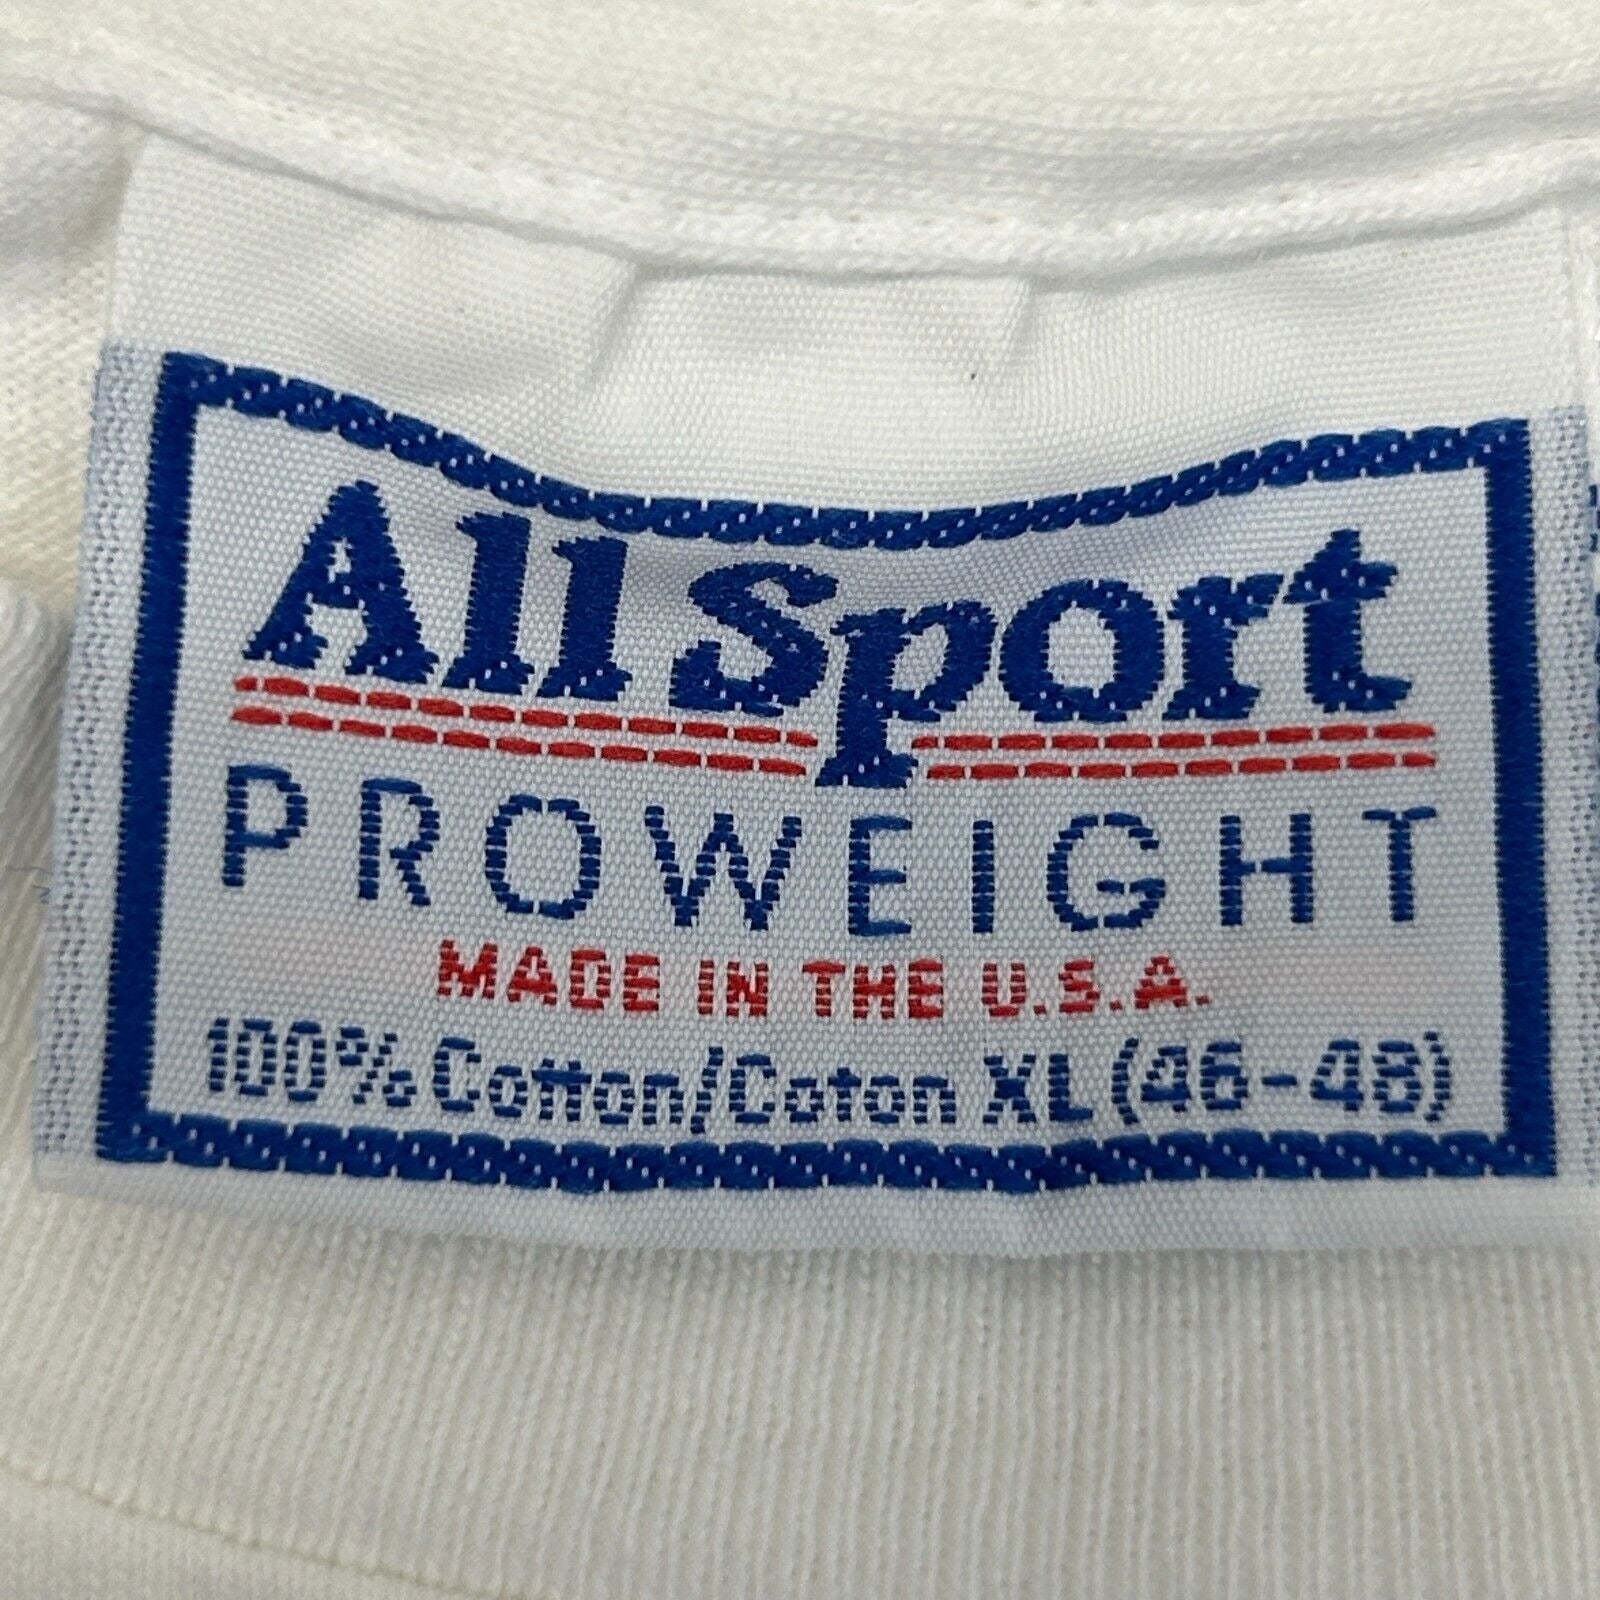 All Sport
PROWEIGHT
MADE IN THE U.S.A.
100% Cotton/Coton XL (46-48)